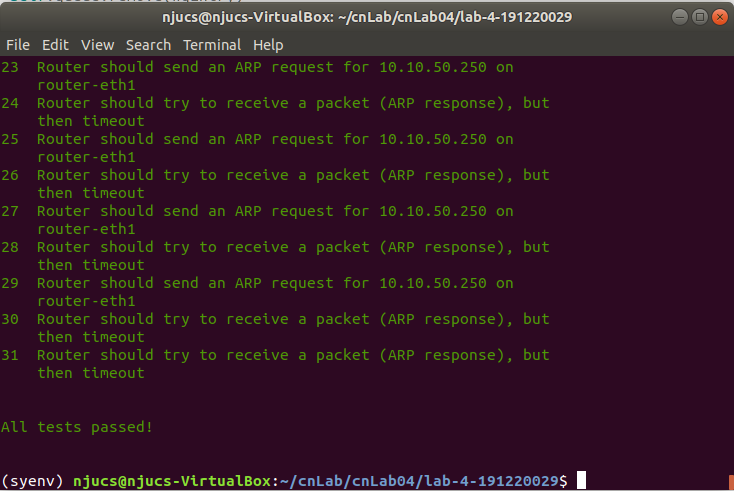 njucs@njucs-VirtualBox: ~/cnLab/cnLab04/lab-4-191220029
File Edit View Search Terminal Help
23 Router should send an ARP request for 10.10.50.250 on
router-eth1
24 Router should try to receive a packet (ARP response), but
then timeout
25 Router should send an ARP request for 10.10.50.250 on
router-eth1
26 Router should try to receive a packet (ARP response), but
then timeout
27 Router should send an ARP request for 10.10.50.250 on
router-eth1
28 Router should try to receive a packet (ARP response), but
then timeout
29 Router should send an ARP request for 10.10.50.250 on
router-eth1
30 Router should try to receive a packet (ARP response), but
then timeout
31 Router should try to receive a packet (ARP response), but
then timeout
All tests passed!
(syenv) njucs@njucs-VirtualBox:~/cnLab/cnLab04/lab-4-191220029$